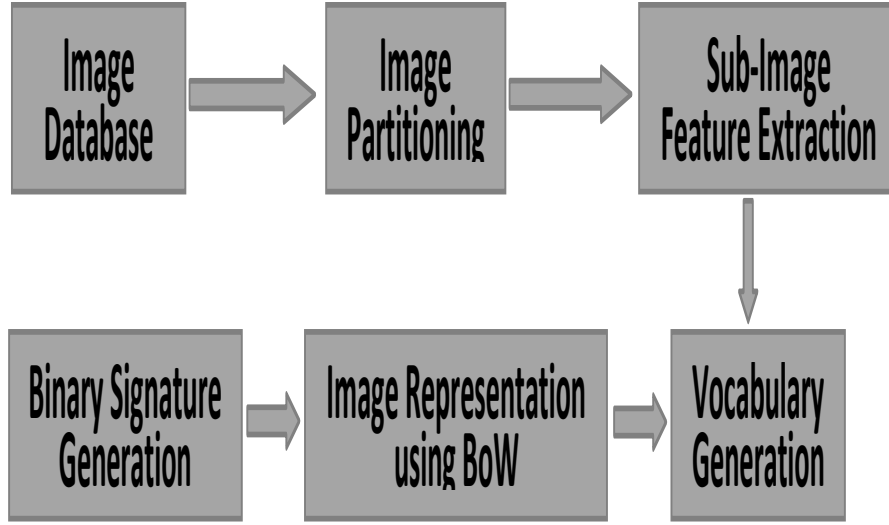 Image
Database
Image
Partitioning
Sub-Image
Feature Extraction
Binary Signature
Generation
Image Representation
using BoW
Vocabulary
Generation